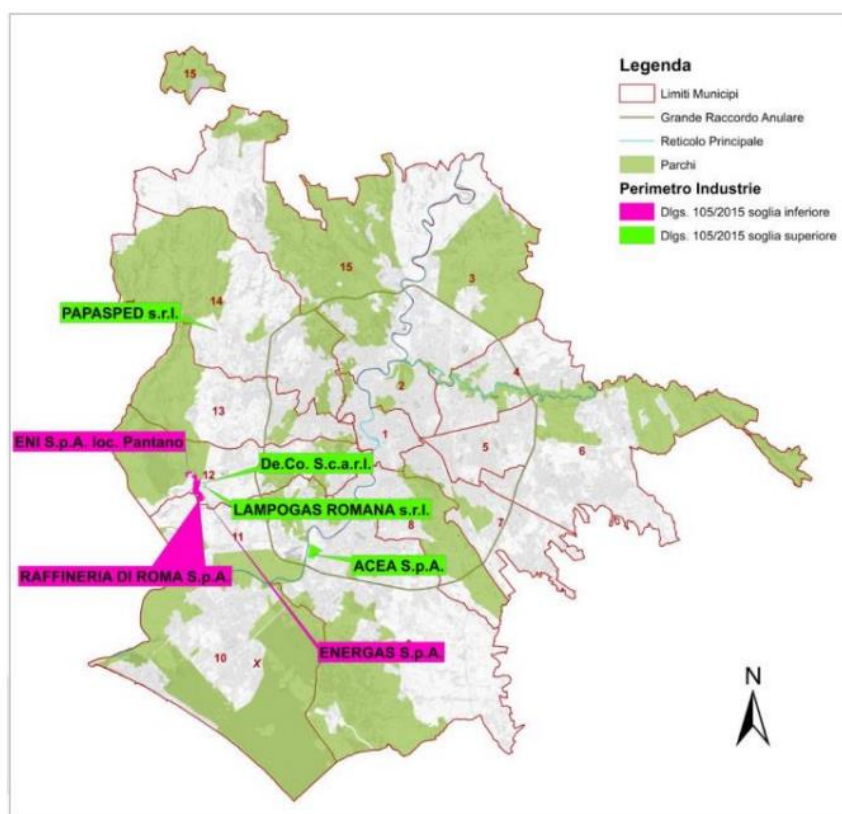 Legenda
Limiti Municipi
Grande Raccordo Anulare
Reticolo Principale
Parchi
Perimetro Industrie
Dlgs. 105/2015 soglia inferiore
Dlgs. 105/2015 soglia superiore
15
15
3
14
PAPASPED s.r.l.
4
2
13
1
5
6
ENI S.p.A. loc. Pantano
De.Co. S.c.a.r.l.
12
LAMPOGAS ROMANA s.r.l.
11
8
7
ACEA S.p.A.
RAFFINERIA DI ROMA S.p.A.
ENERGAS S.p.A.
10
X
N